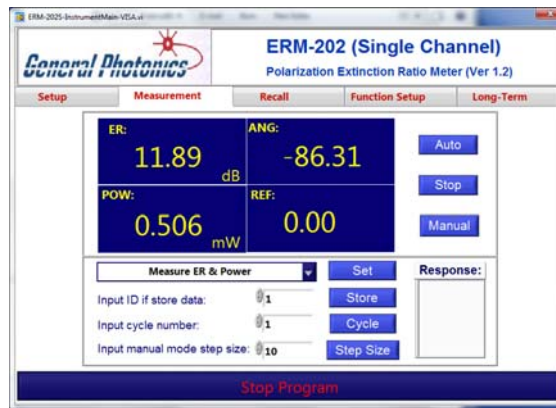 ERM-202S-InstrumentMain-VISA.vi
General Photonics
ERM-202 (Single Channel)
Polarization Extinction Ratio Meter (Ver 1.2)
Setup Measurement Recall Function Setup Long-Term
ER: ANG:
11.89 dB -86.31
POW: REF:
0.506 mW 0.00
Auto
Stop
Manual
Measure ER & Power Set Response:
Input ID if store data: 1 Store
Input cycle number: 1 Cycle
Input manual mode step size: 10 Step Size
Stop Program